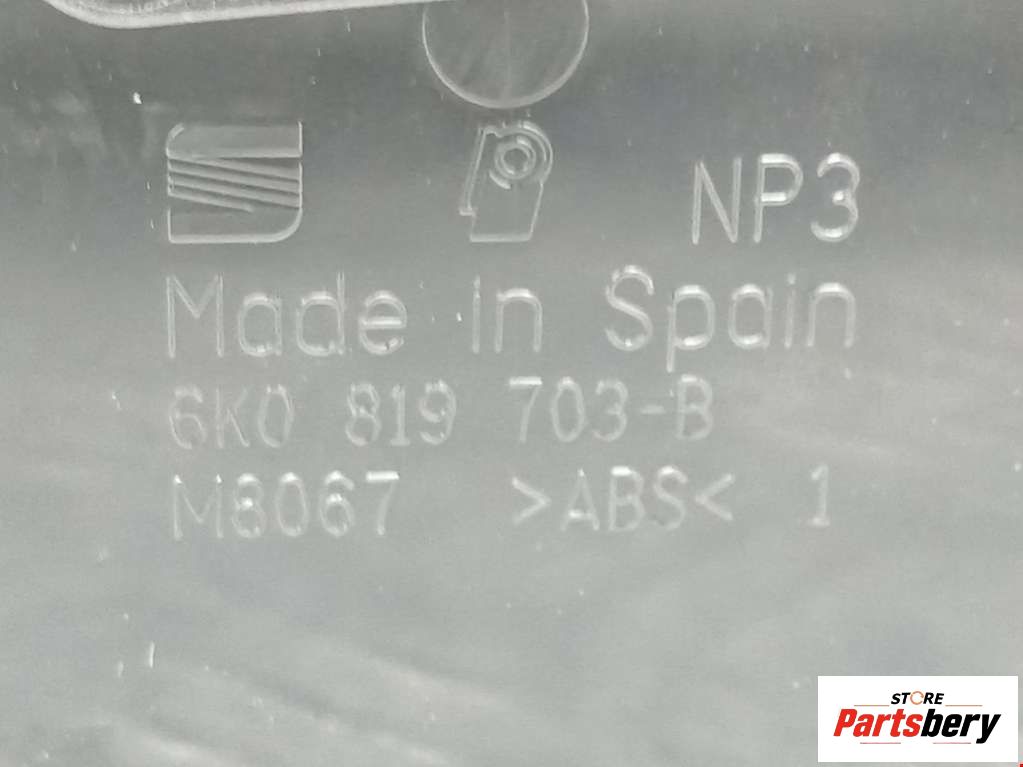 NP3
Made in Spain
6K0 819 703-B
M8067 >ABS< 1
STORE
Partsbery